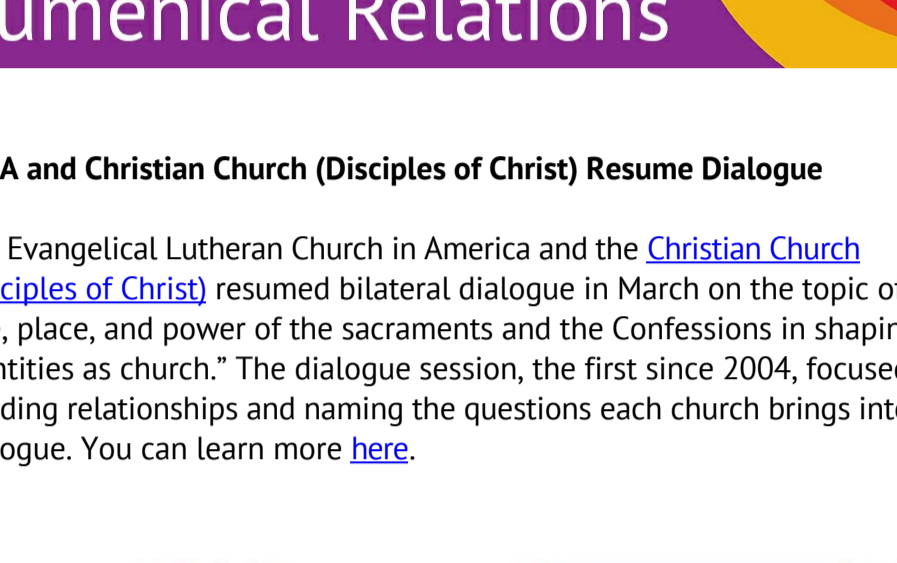 umenical Relations
A and Christian Church (Disciples of Christ) Resume Dialogue
Evangelical Lutheran Church in America and the Christian Church
ciples of Christ) resumed bilateral dialogue in March on the topic of
, place, and power of the sacraments and the Confessions in shapin
ntities as church.” The dialogue session, the first since 2004, focused
ding relationships and naming the questions each church brings into
ogue. You can learn more here.